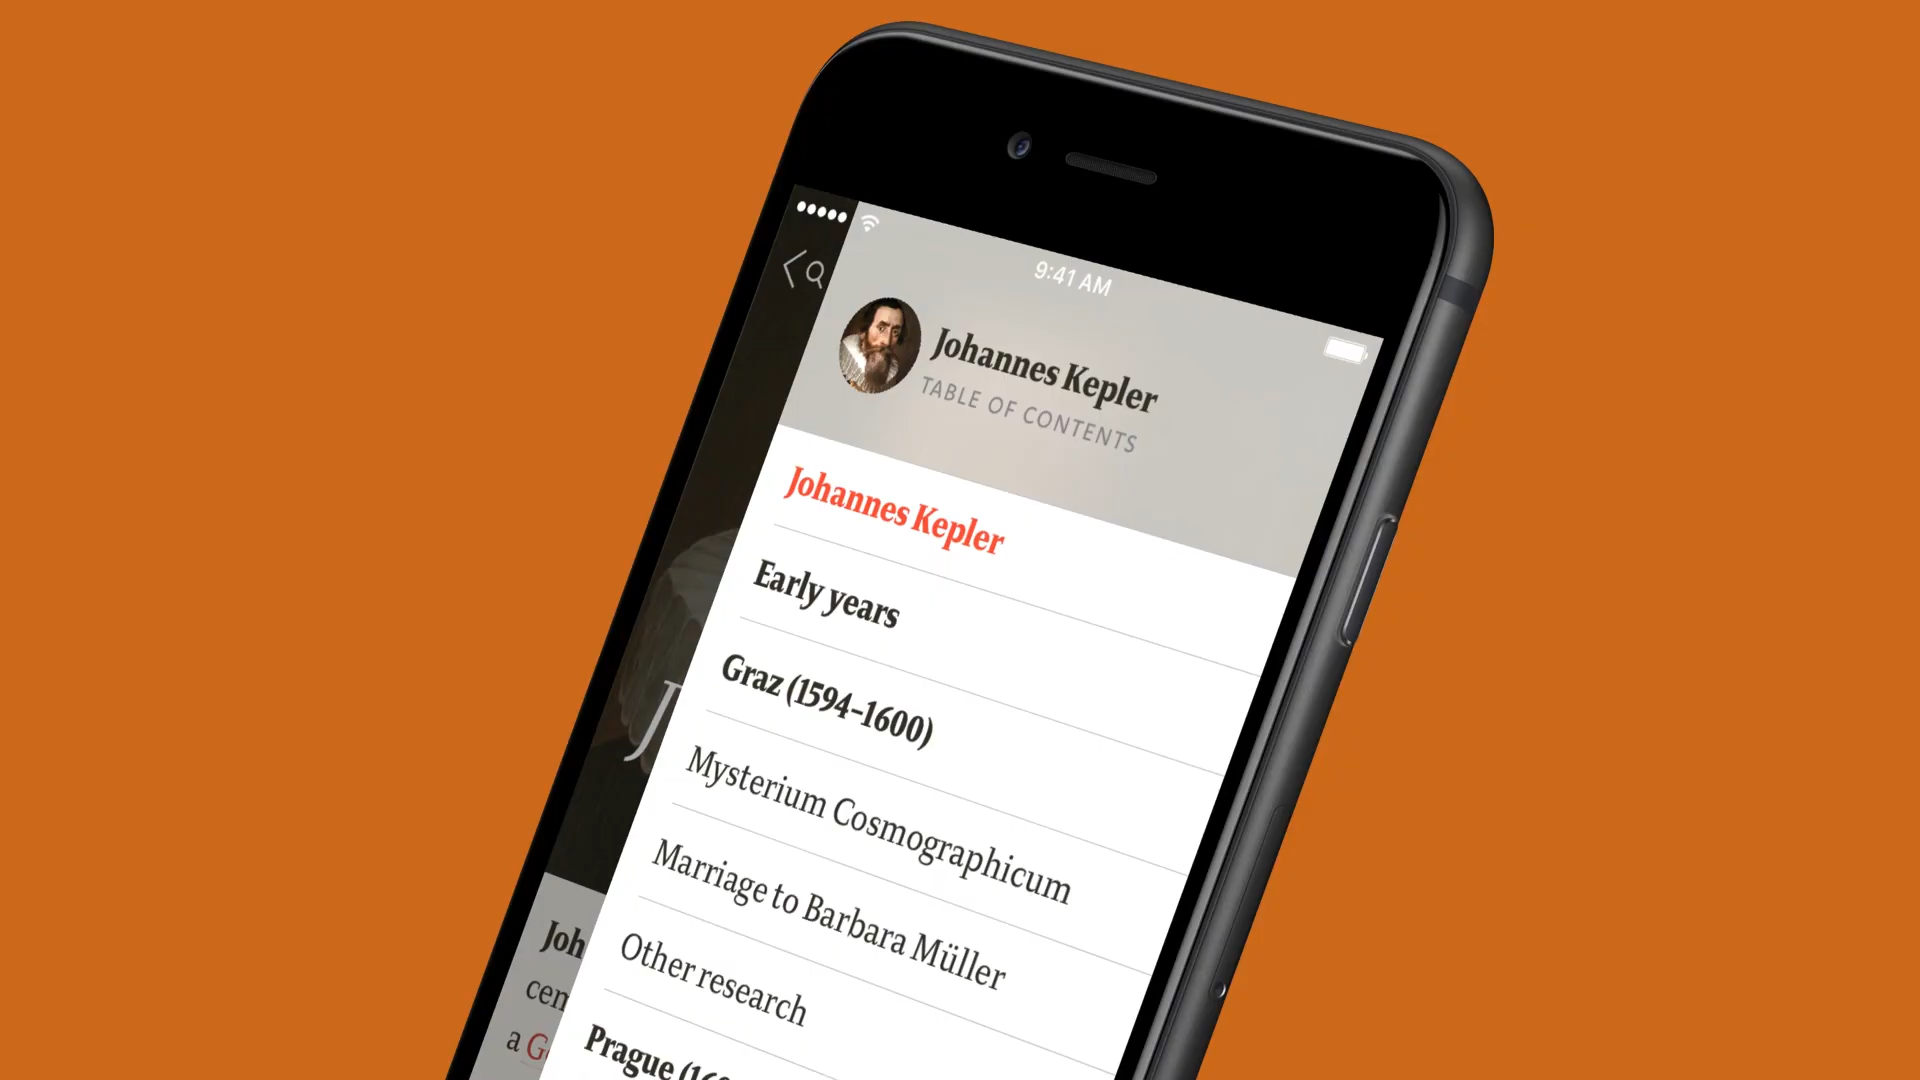 9:41 AM
Johannes Kepler
TABLE OF CONTENTS
Johannes Kepler
Early years
Graz (1594–1600)
Mysterium Cosmographicum
Marriage to Barbara Müller
Other research
Prague
a